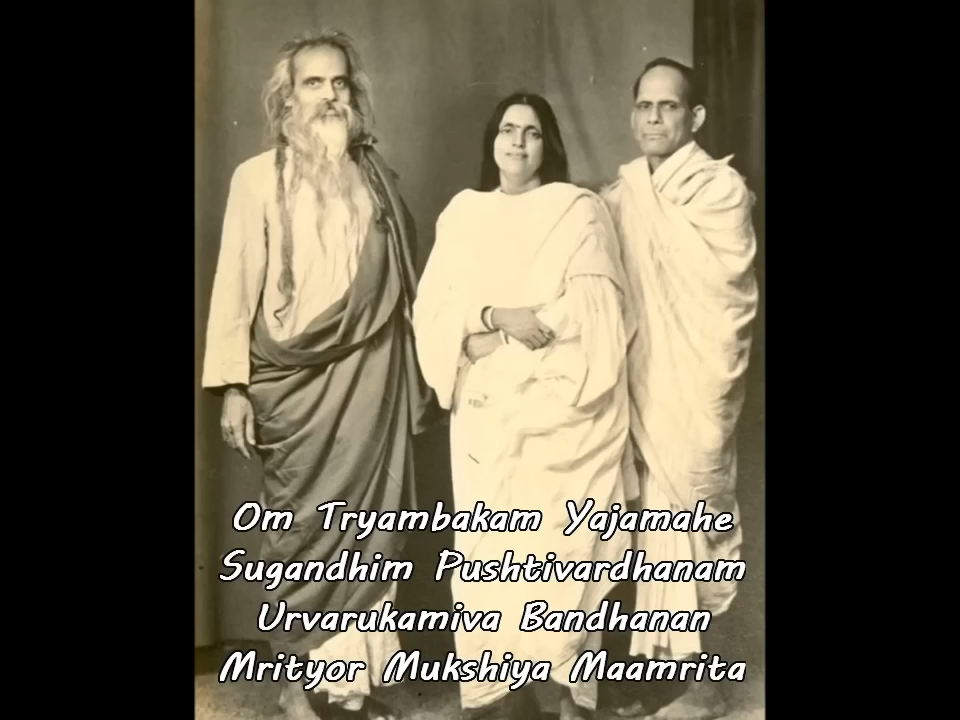 Om Tryambakam Yajamahe
Sugandhim Pushtivardhanam
Urvarukamiva Bandhanan
Mrityor Mukshiya Maamrita